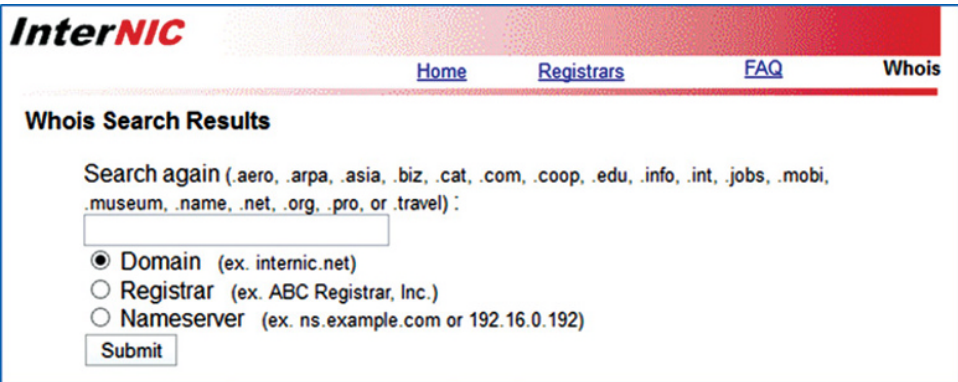 InterNIC
Home Registrars FAQ Whois
Whois Search Results
Search again (.aero, .arpa, .asia, .biz, .cat, .com, .coop, .edu, .info, .int, .jobs, .mobi,
.museum, .name, .net, .org, .pro, or .travel) :
Domain (ex. internic.net)
Registrar (ex. ABC Registrar, Inc.)
Nameserver (ex. ns.example.com or 192.16.0.192)
Submit